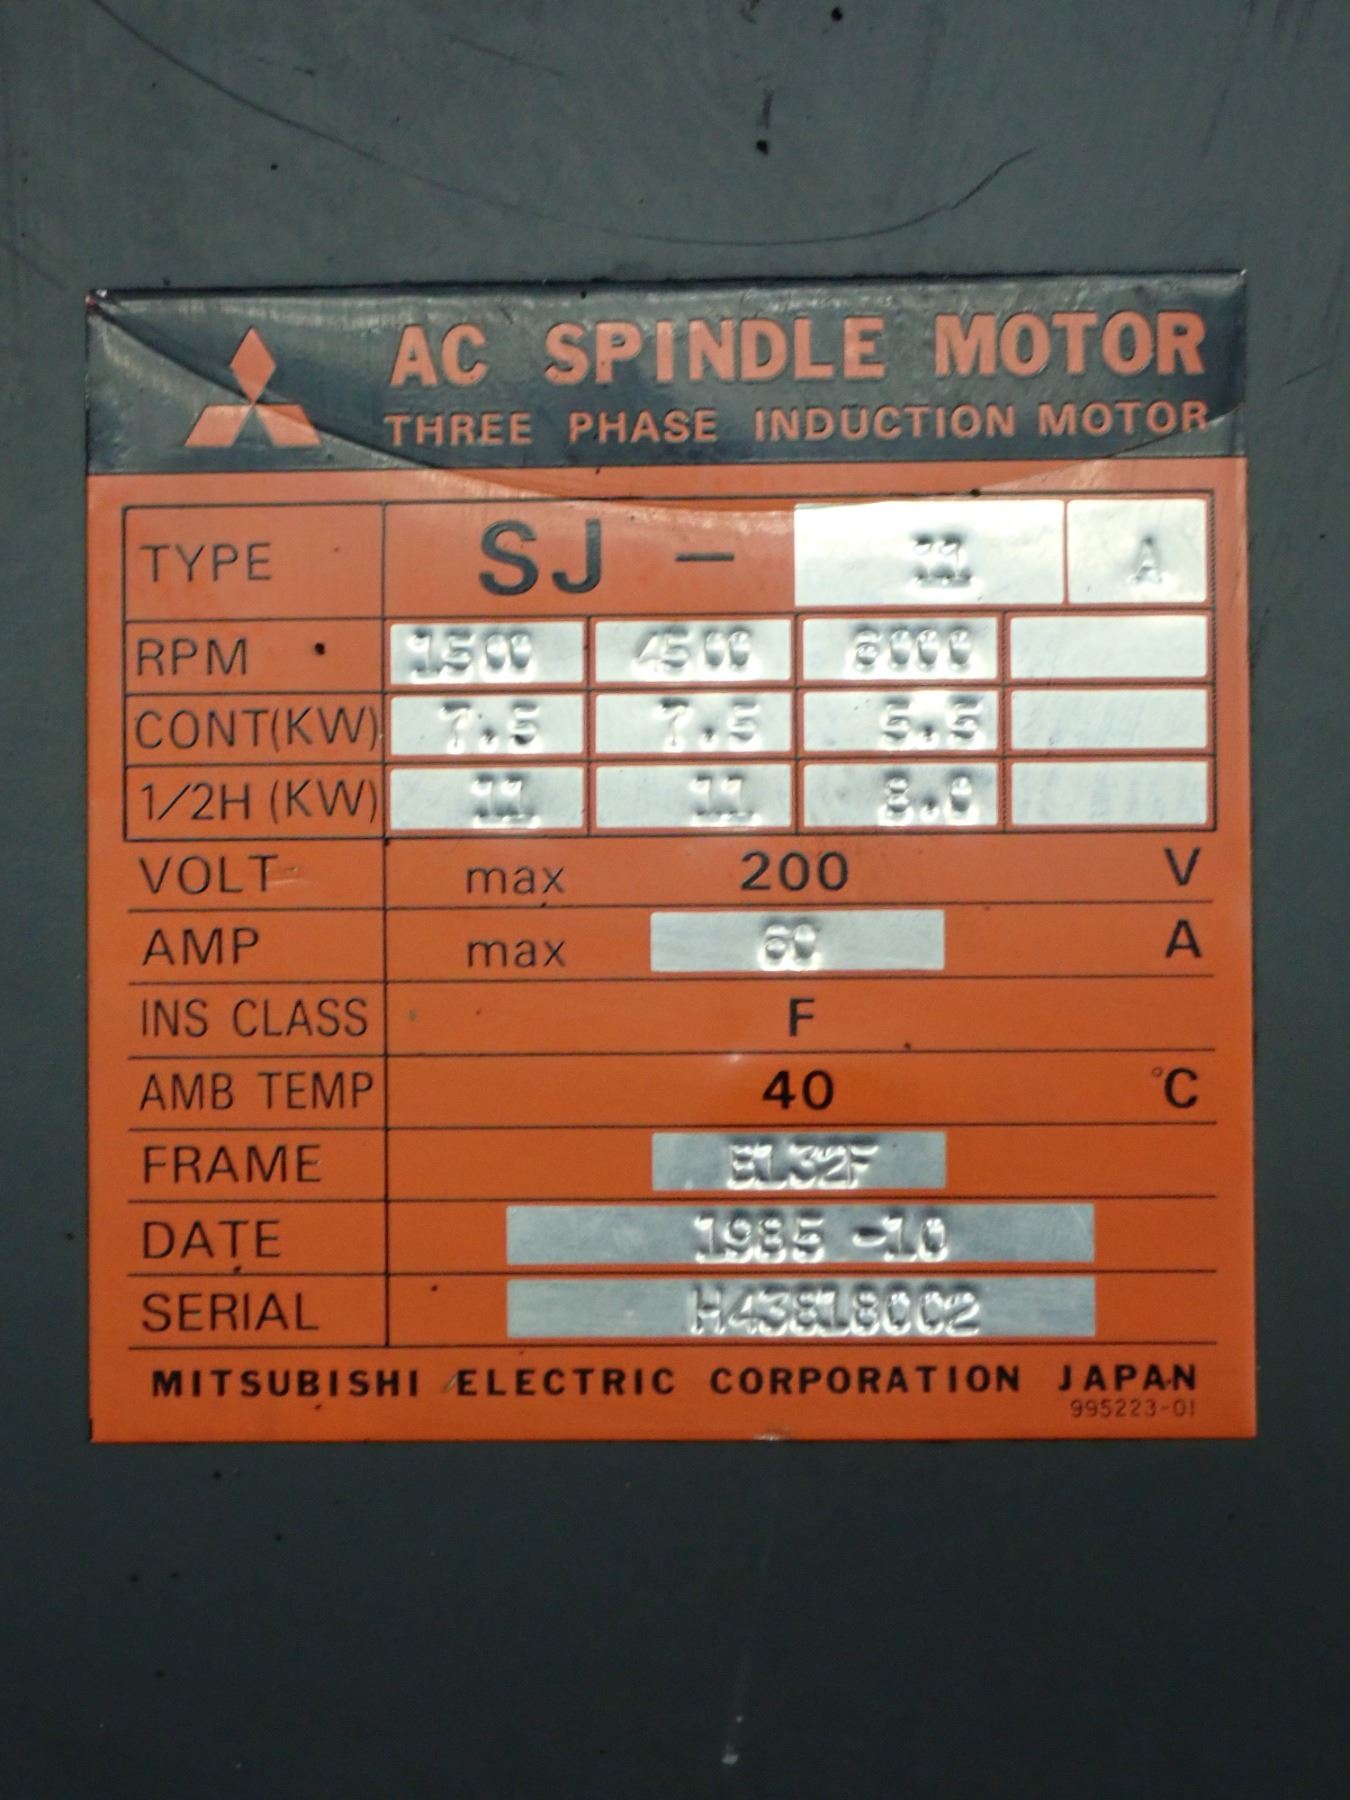 AC SPINDLE MOTOR
THREE PHASE INDUCTION MOTOR
TYPE SJ - 11 A
RPM 1500 4500 6000
CONT(KW) 7.5 7.5 5.5
1/2H (KW) 11 11 8.0
VOLT max 200 V
AMP max 60 A
INS CLASS F
AMB TEMP 40 °C
FRAME
DATE 1985 -10
SERIAL H43818002
MITSUBISHI ELECTRIC CORPORATION JAPAN
995223-01